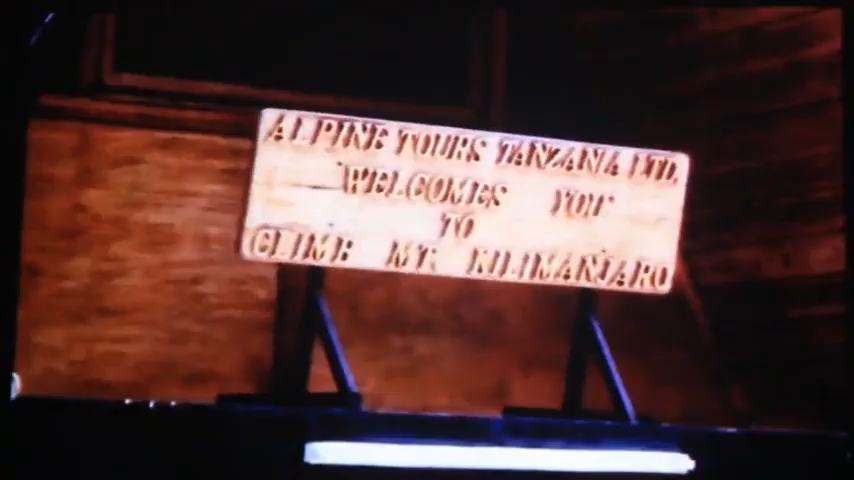 ALPINE TOURS TANZANIA LTD.
WELCOMES YOU
TO
CLIMB MT. KILIMANJARO